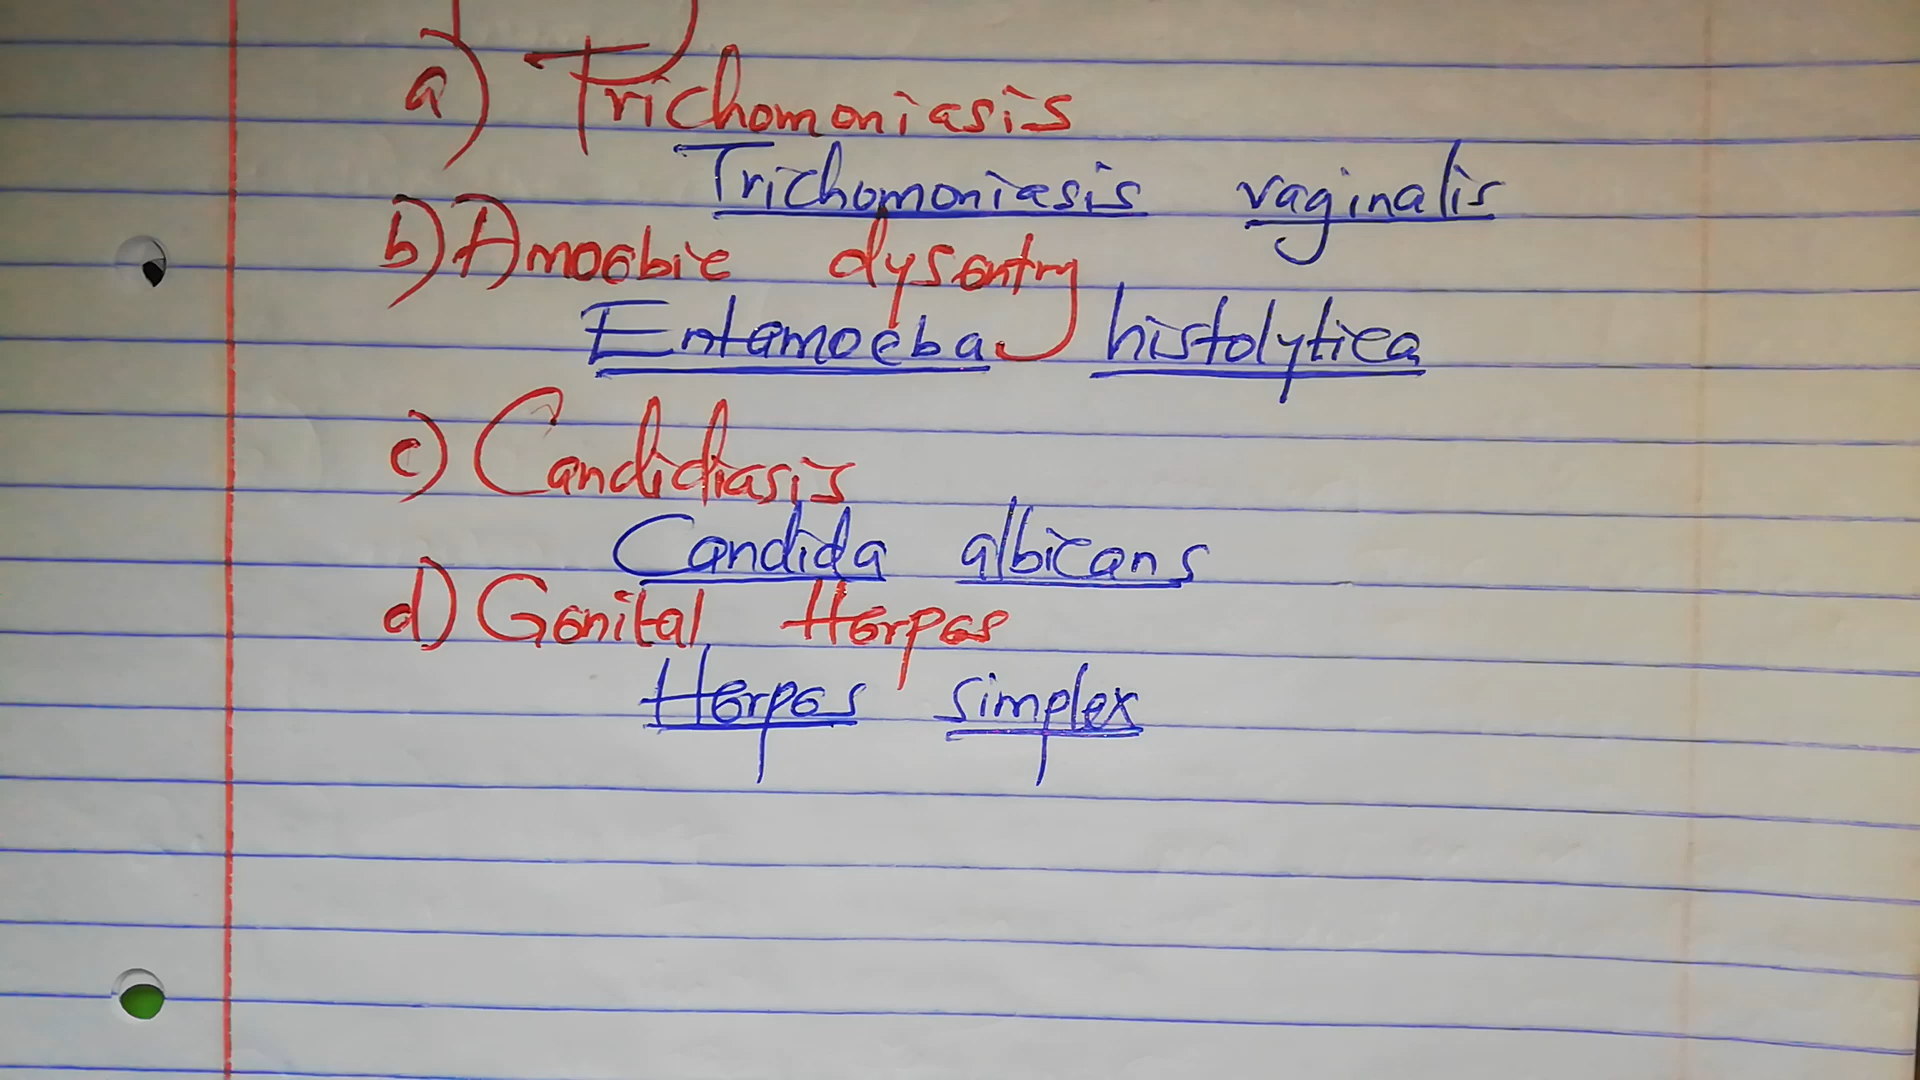 a) Trichomoniasis
Trichomoniasis vaginalis
b) Amoebic dysentry
Entamoeba histolytica
c) Candidiasis
Candida albicans
d) Genital Herpes
Herpes simplex